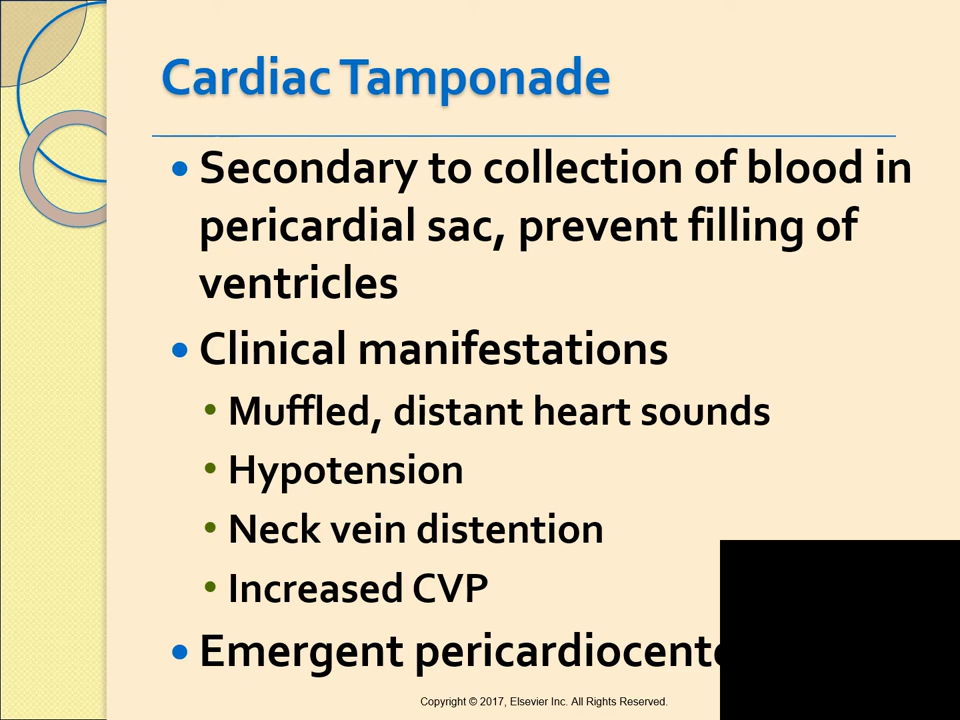 Cardiac Tamponade
• Secondary to collection of blood in
pericardial sac, prevent filling of
ventricles
• Clinical manifestations
• Muffled, distant heart sounds
• Hypotension
• Neck vein distention
• Increased CVP
• Emergent
Copyright © 2017, Elsevier Inc. All Rights Reserved.